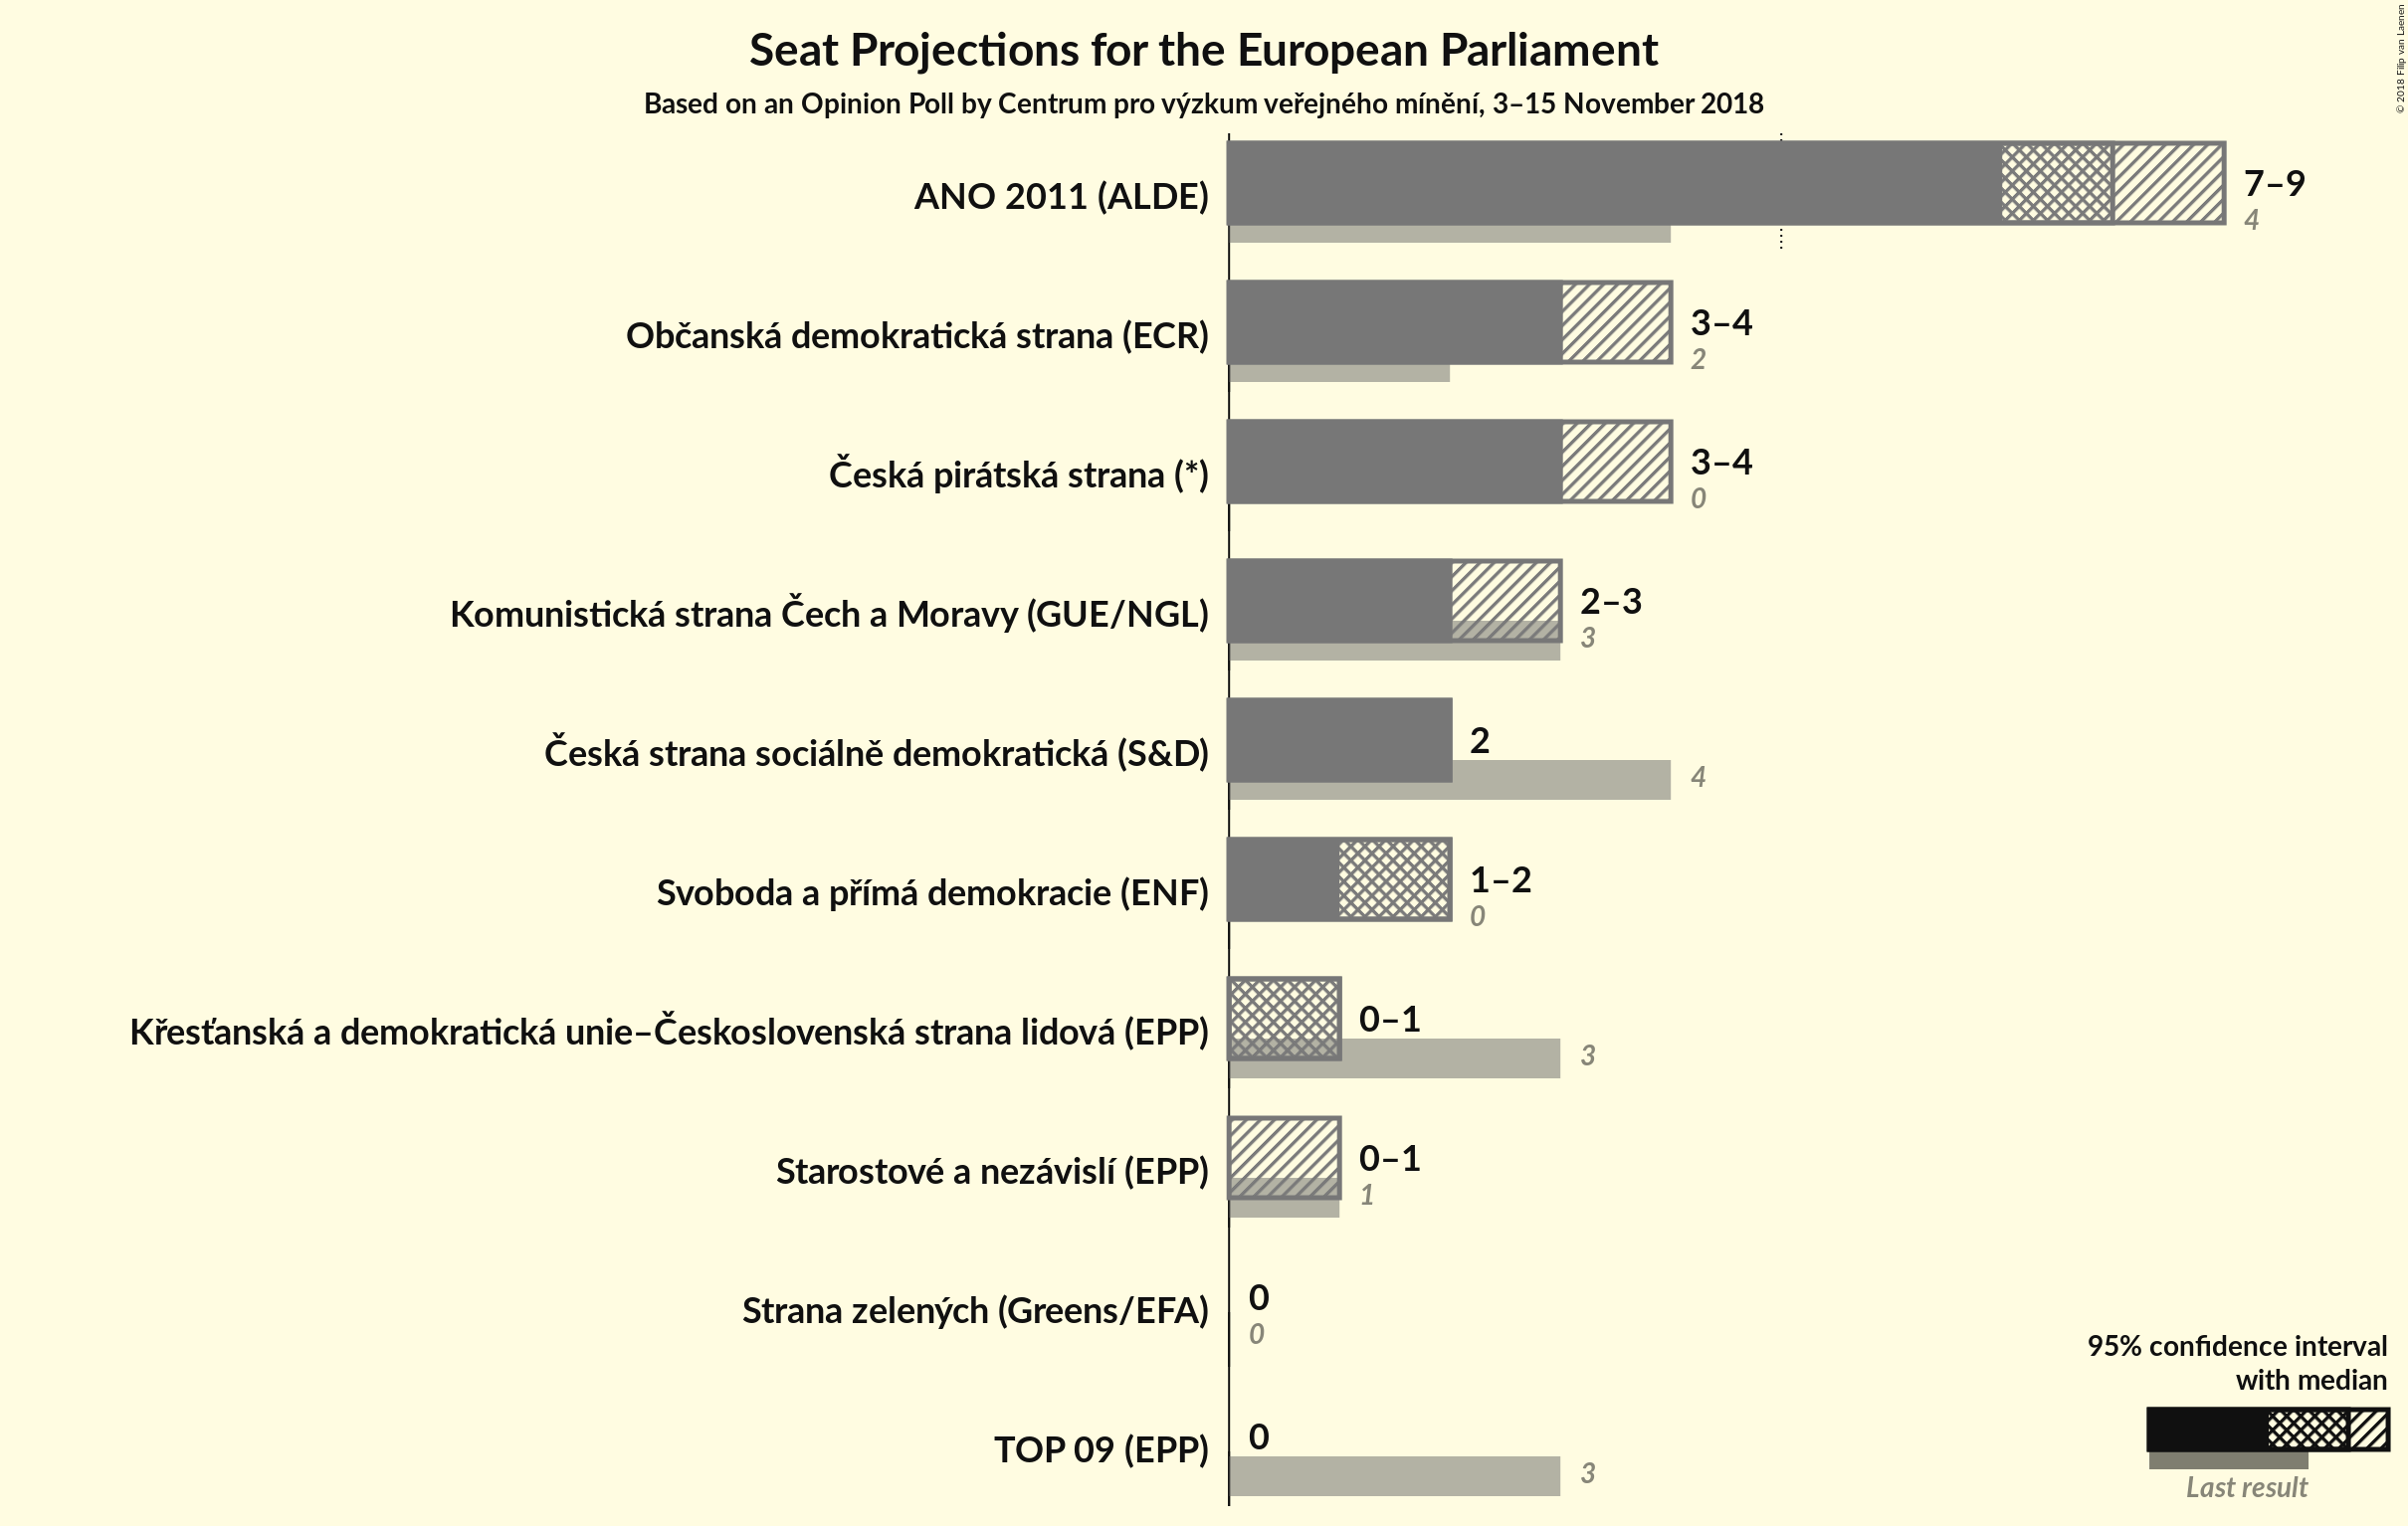 Seat Projections for the European Parliament
Based on an Opinion Poll by Centrum pro výzkum veřejného mínění, 3–15 November 2018
© 2018 Filip van Laenen
ANO 2011 (ALDE)
7–9
4
Občanská demokratická strana (ECR)
3–4
2
Česká pirátská strana (*)
3–4
0
Komunistická strana Čech a Moravy (GUE/NGL)
2–3
3
Česká strana sociálně demokratická (S&D)
2
4
Svoboda a přímá demokracie (ENF)
1–2
0
Křesťanská a demokratická unie–Československá strana lidová (EPP)
0–1
3
Starostové a nezávislí (EPP)
0–1
1
Strana zelených (Greens/EFA)
0
0
TOP 09 (EPP)
0
3
95% confidence interval
with median
Last result